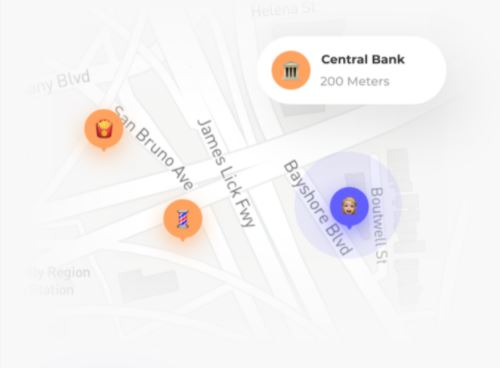 Helena St
Central Bank
200 Meters
any Blvd
San Bruno Ave
James Lick Fwy
Bayshore Blvd
Boutwell St
Region
Station